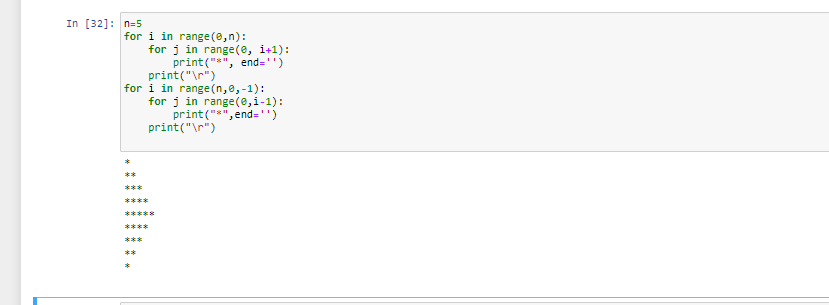 In [32]: n=5
for i in range(0,n):
    for j in range(0, i+1):
        print("*", end='')
    print("\r")
for i in range(n,0,-1):
    for j in range(0,i-1):
        print("*",end='')
    print("\r")
*
**
***
****
*****
****
***
**
*